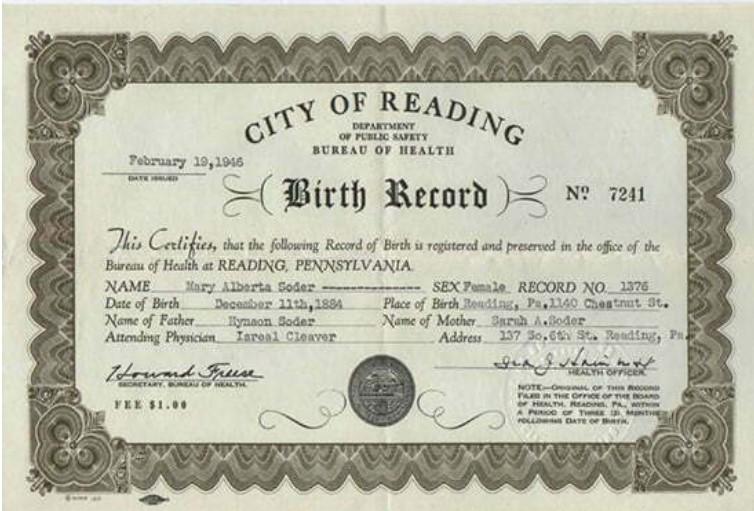 CITY OF READING
DEPARTMENT
OF PUBLIC SAFETY
BUREAU OF HEALTH
February 19,1946
DATE ISSUED
Birth Record
Nº 7241
This Certifies, that the following Record of Birth is registered and preserved in the office of the
Bureau of Health at READING, PENNSYLVANIA.
NAME Mary Alberta Soder SEX Female RECORD NO. 1376
Date of Birth December 11th,1884 Place of Birth Reading, Pa.1140 Chestnut St.
Name of Father Hynson Soder Name of Mother Sarah A.Soder
Attending Physician Isreal Cleaver Address 137 So.6th St. Reading, Pa.
Howard Freese
SECRETARY, BUREAU OF HEALTH.
HEALTH OFFICER.
FEE $1.00
NOTE—ORIGINAL OF THIS RECORD
FILED IN THE OFFICE OF THE BOARD
OF HEALTH, READING, PA., WITHIN
A PERIOD OF THREE (3) MONTHS
FOLLOWING DATE OF BIRTH.